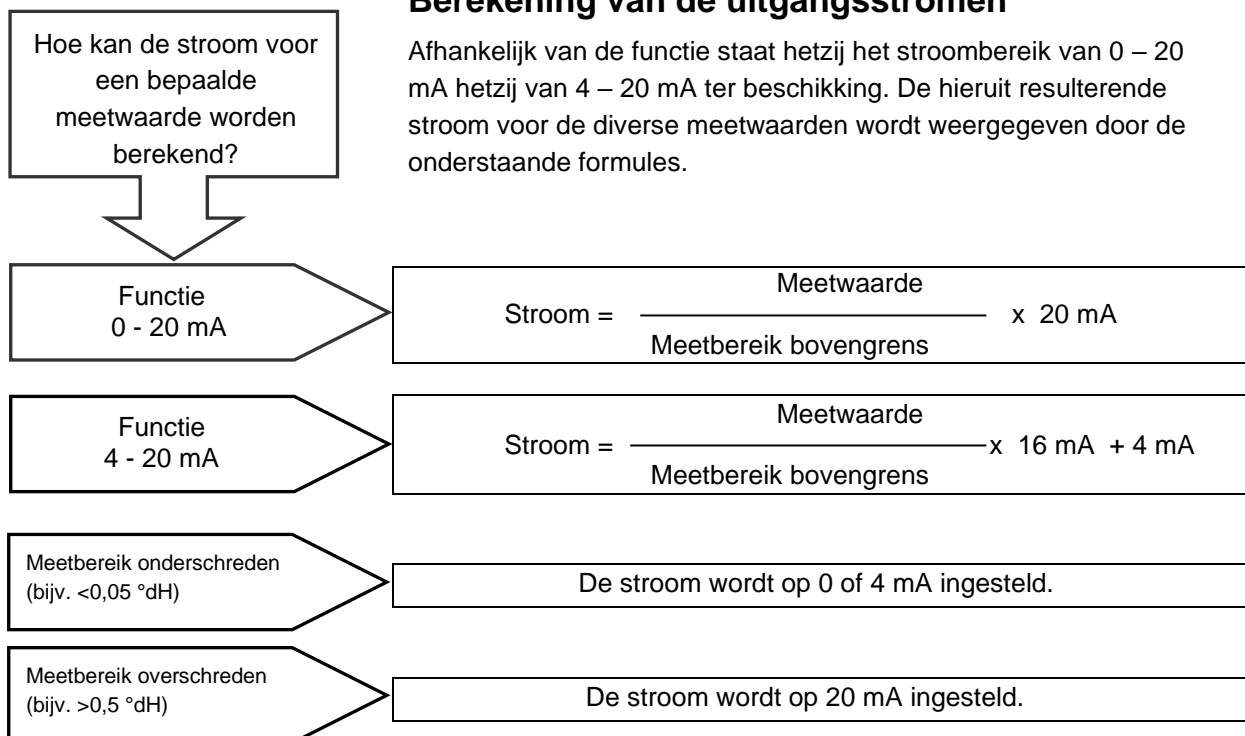 Berekening van de uitgangsstromen
Hoe kan de stroom voor
een bepaalde
meetwaarde worden
berekend?
Afhankelijk van de functie staat hetzij het stroombereik van 0 – 20
mA hetzij van 4 – 20 mA ter beschikking. De hieruit resulterende
stroom voor de diverse meetwaarden wordt weergegeven door de
onderstaande formules.
Functie
0 - 20 mA
Meetwaarde
Stroom = x 20 mA
Meetbereik bovengrens
Functie
4 - 20 mA
Meetwaarde
Stroom = x 16 mA + 4 mA
Meetbereik bovengrens
Meetbereik onderschreden
(bijv. <0,05 °dH)
De stroom wordt op 0 of 4 mA ingesteld.
Meetbereik overschreden
(bijv. >0,5 °dH)
De stroom wordt op 20 mA ingesteld.